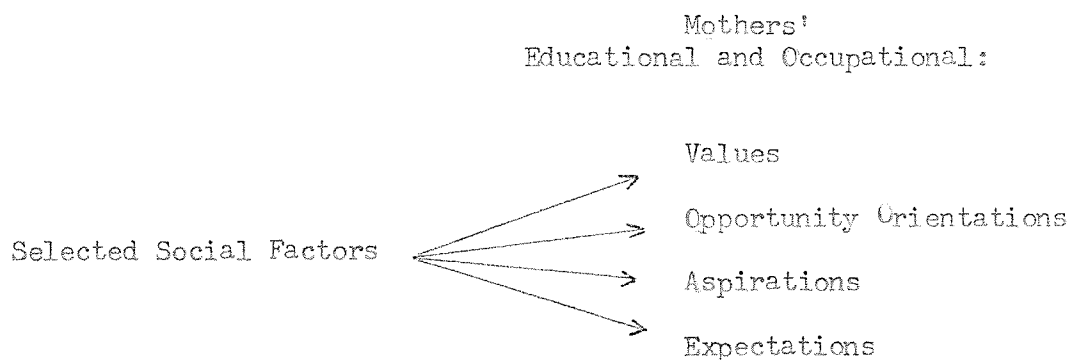 Mothers'
Educational and Occupational:
Values
Opportunity Orientations
Selected Social Factors
Aspirations
Expectations